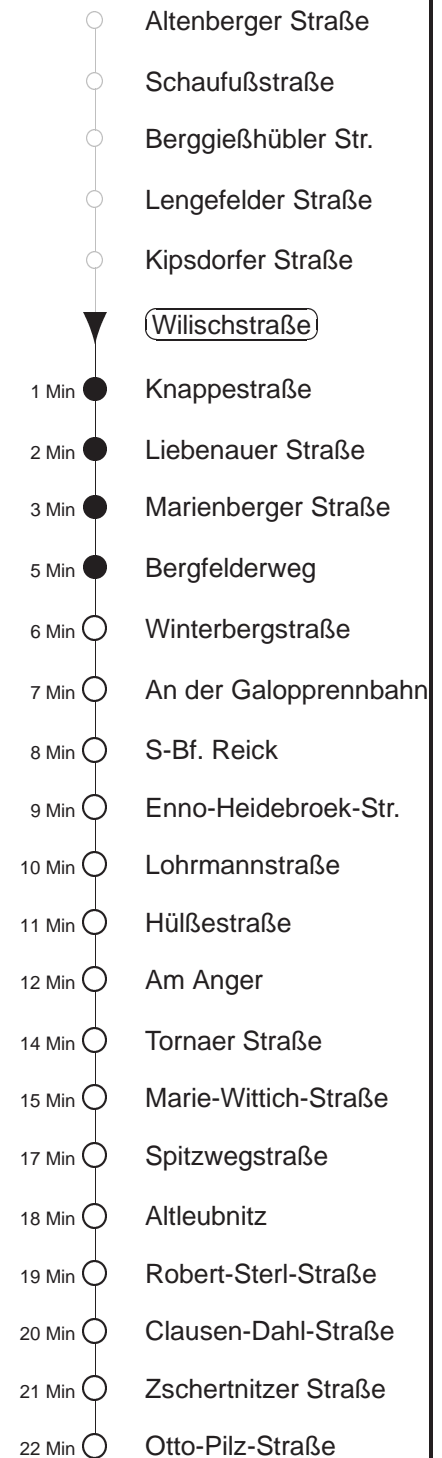 Altenberger Straße
Schaufußstraße
Berggießhübler Str.
Lengefelder Straße
Kipsdorfer Straße
Wilischstraße
1 Min Knappestraße
2 Min Liebenauer Straße
3 Min Marienberger Straße
5 Min Bergfelderweg
6 Min Winterbergstraße
7 Min An der Galopprennbahn
8 Min S-Bf. Reick
9 Min Enno-Heidebroek-Str.
10 Min Lohrmannstraße
11 Min Hülßestraße
12 Min Am Anger
14 Min Tornaer Straße
15 Min Marie-Wittich-Straße
17 Min Spitzwegstraße
18 Min Altleubnitz
19 Min Robert-Sterl-Straße
20 Min Clausen-Dahl-Straße
21 Min Zschertnitzer Straße
22 Min Otto-Pilz-Straße